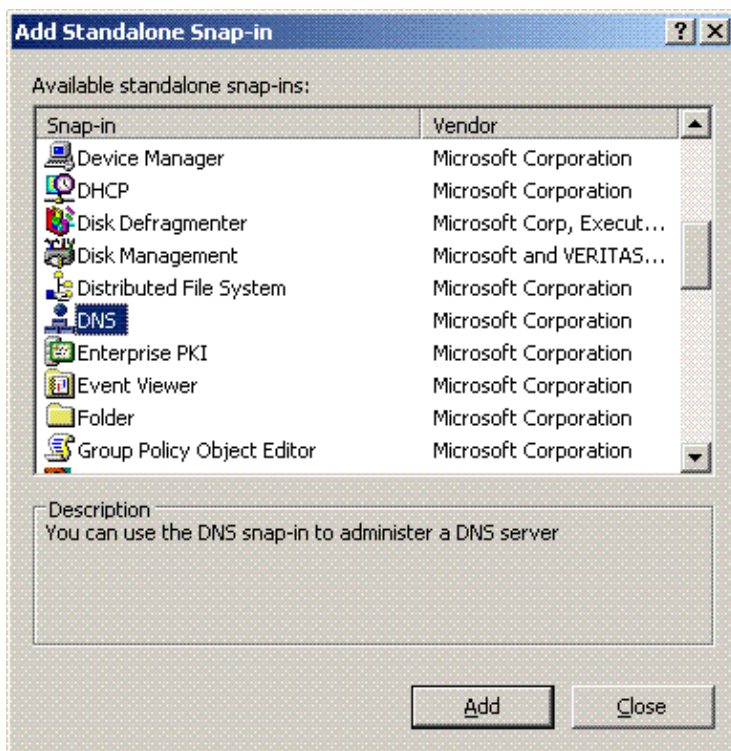 Add Standalone Snap-in
Available standalone snap-ins:
Snap-in Vendor
Device Manager Microsoft Corporation
DHCP Microsoft Corporation
Disk Defragmenter Microsoft Corp, Execut...
Disk Management Microsoft and VERITAS...
Distributed File System Microsoft Corporation
DNS Microsoft Corporation
Enterprise PKI Microsoft Corporation
Event Viewer Microsoft Corporation
Folder Microsoft Corporation
Group Policy Object Editor Microsoft Corporation
Description
You can use the DNS snap-in to administer a DNS server
Add Close